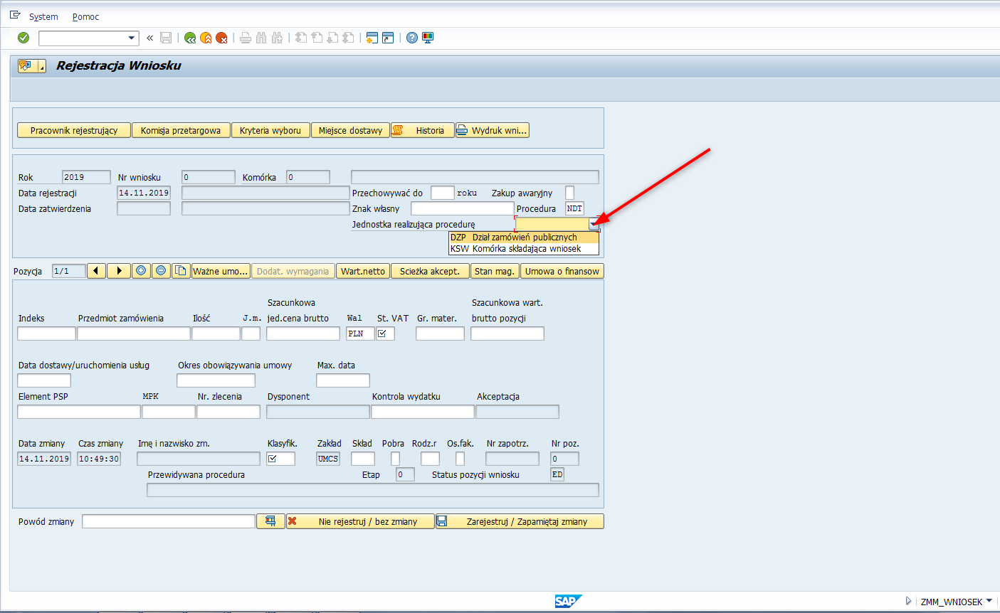 System Pomoc
Rejestracja Wniosku
Pracownik rejestrujący Komisja przetargowa Kryteria wyboru Miejsce dostawy Historia Wydruk wni...
Rok 2019 Nr wniosku 0 Komórka 0
Data rejestracji 14.11.2019 Przechowywać do roku Zakup awaryjny
Data zatwierdzenia Znak własny Procedura NDT
Jednostka realizująca procedurę
DZP Dział zamówień publicznych
KSW Komórka składająca wniosek
Pozycja 1/1 Ważne umo... Dodat. wymagania Wart.netto Scieżka akcept. Stan mag. Umowa o finansow
Szacunkowa Szacunkowa wart.
Indeks Przedmiot zamówienia Ilość J.m. jed.cena brutto Wal St. VAT Gr. mater. brutto pozycji
PLN
Data dostawy/uruchomienia usług Okres obowiązywania umowy Max. data
Element PSP MPK Nr. zlecenia Dysponent Kontrola wydatku Akceptacja
Data zmiany Czas zmiany Imę i nazwisko zm. Klasyfik. Zakład Skład Pobra Rodz.r Os.fak. Nr zapotrz. Nr poz.
14.11.2019 10:49:30 UMCS 0
Przewidywana procedura Etap 0 Status pozycji wniosku ED
Powód zmiany Nie rejestruj / bez zmiany Zarejestruj / Zapamiętaj zmiany
SAP ZMM_WNIOSEK